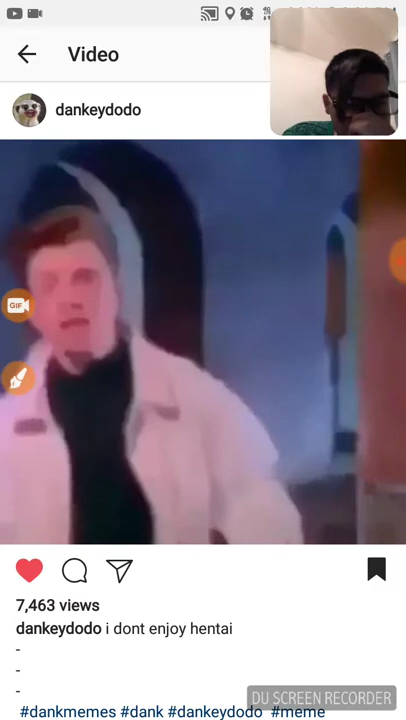 Video
dankeydodo
GIF
7,463 views
dankeydodo i dont enjoy hentai
-
-
-
#dankmemes #dank #dankeydodo #meme
DU SCREEN RECORDER